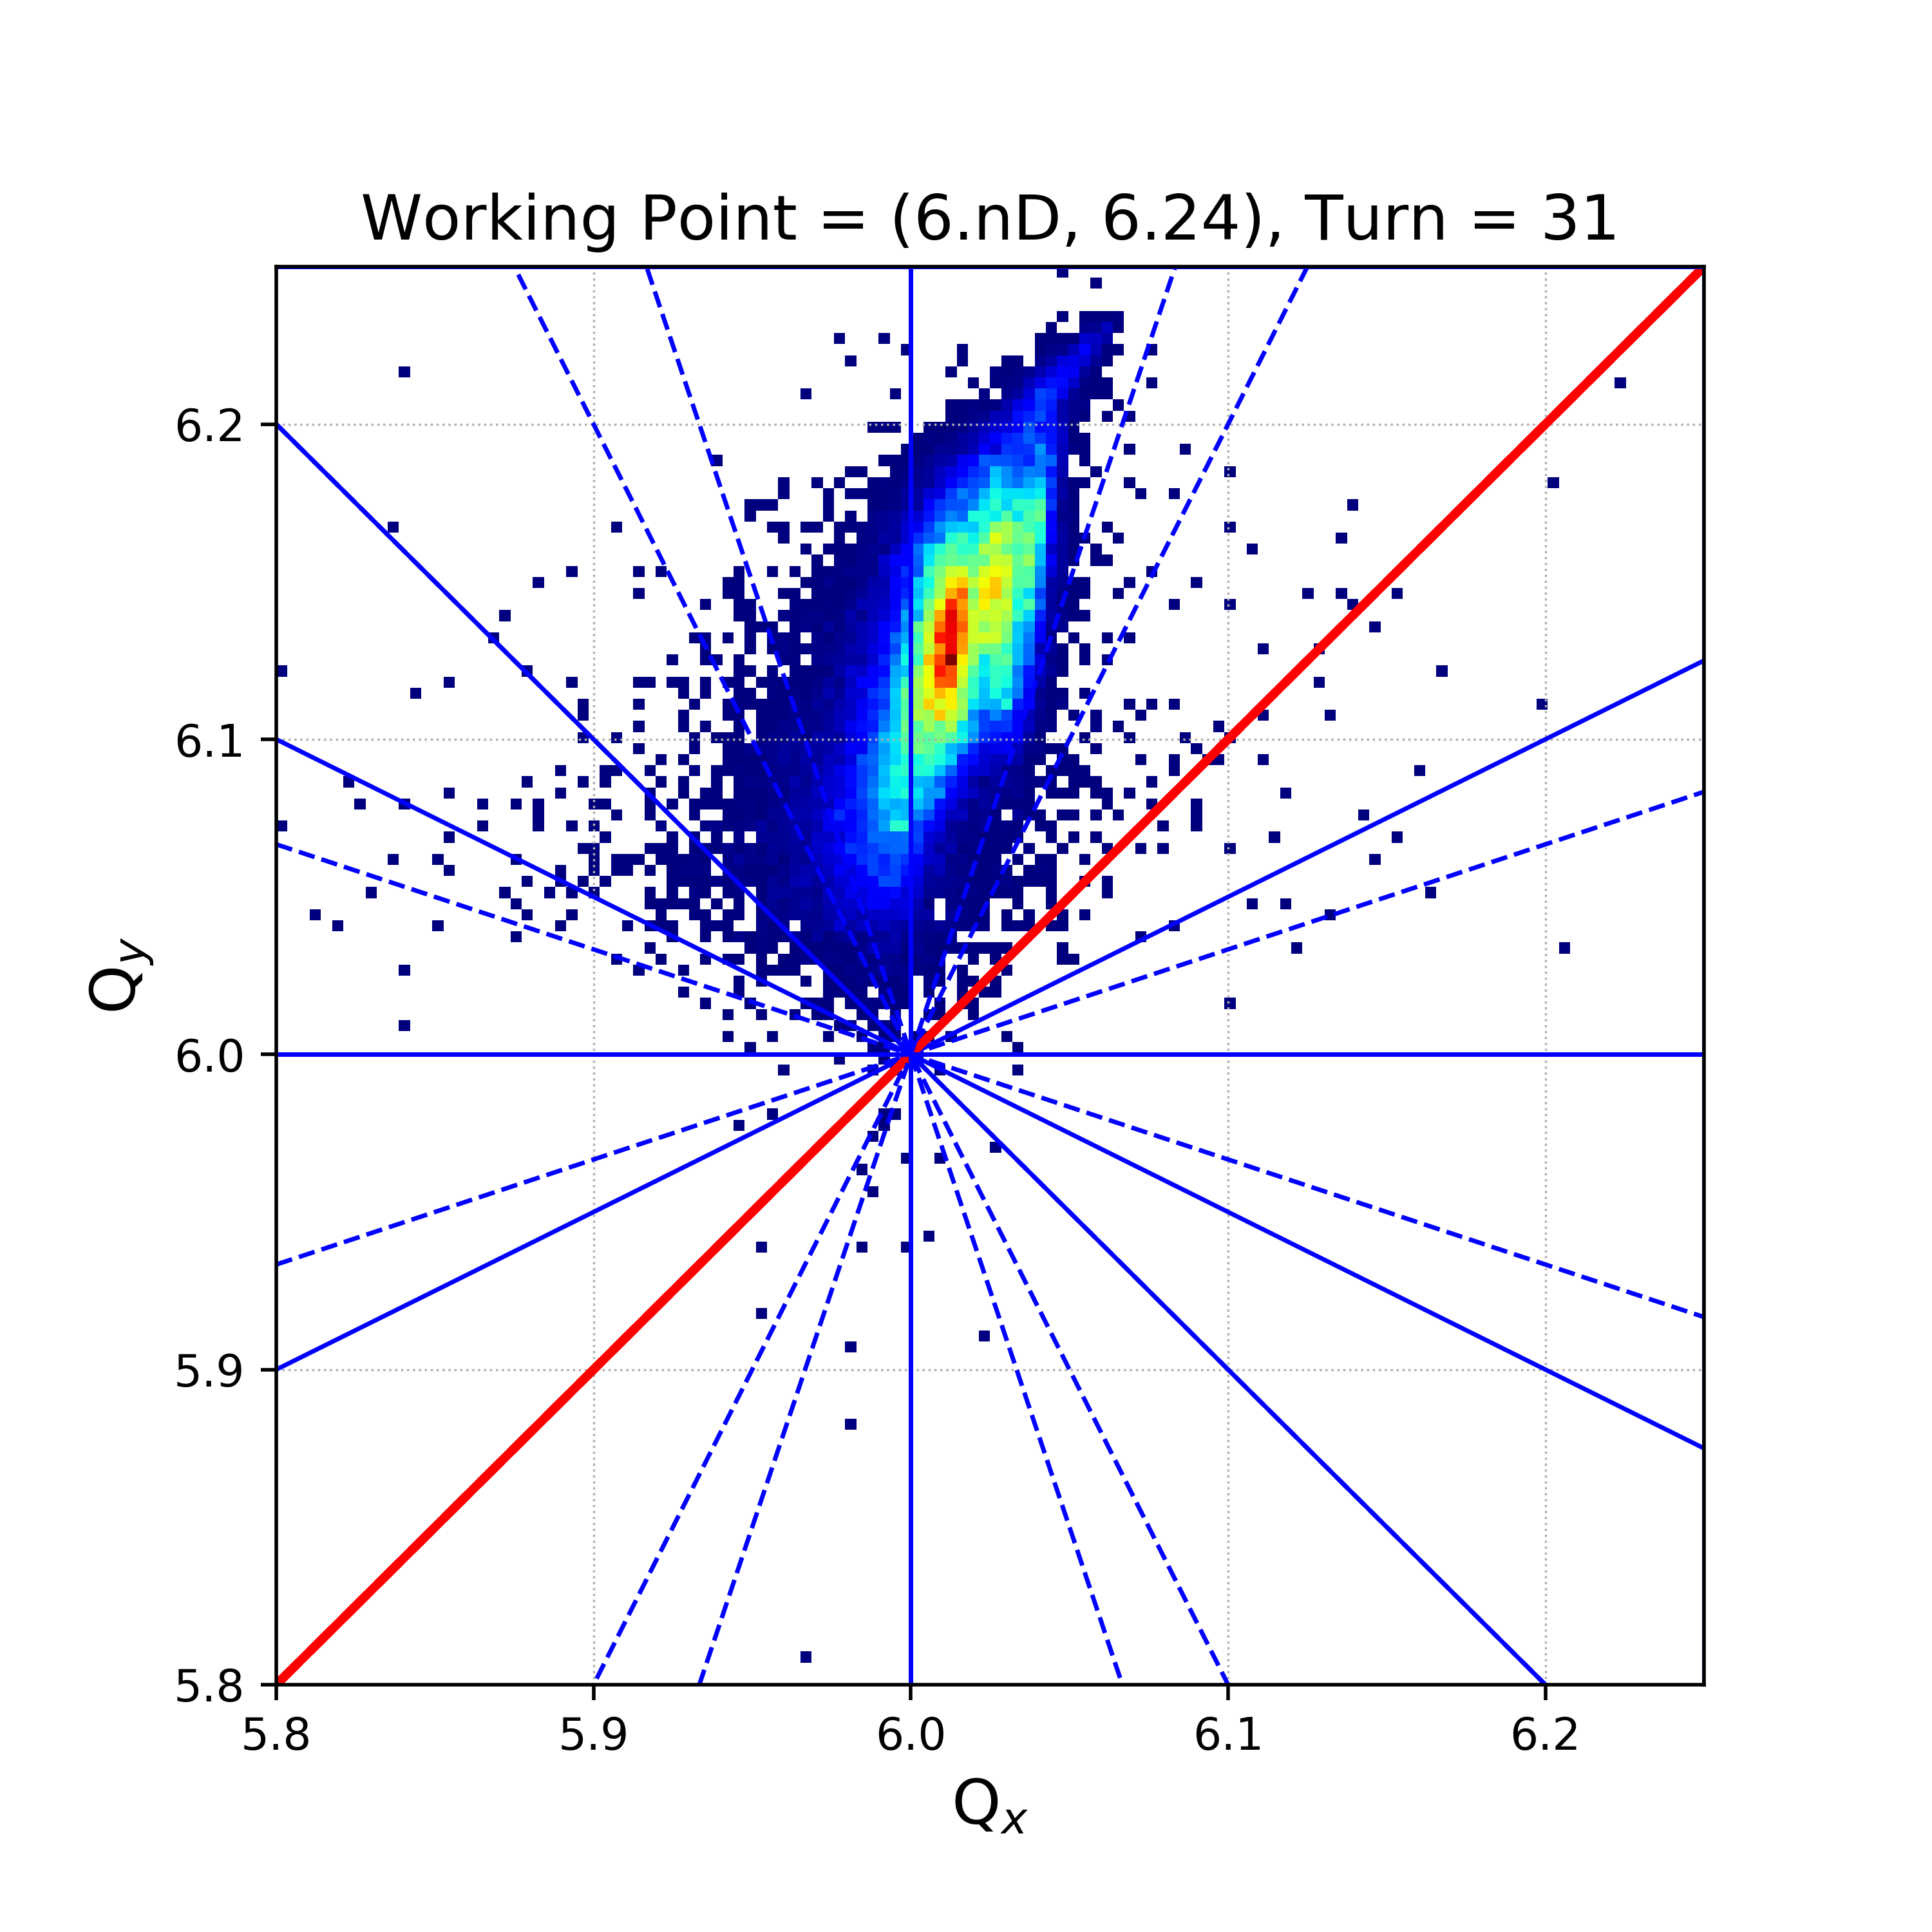 Working Point = (6.nD, 6.24), Turn = 31
6.2
6.1
6.0
5.9
5.8
Qy
5.8 5.9 6.0 6.1 6.2
Qx